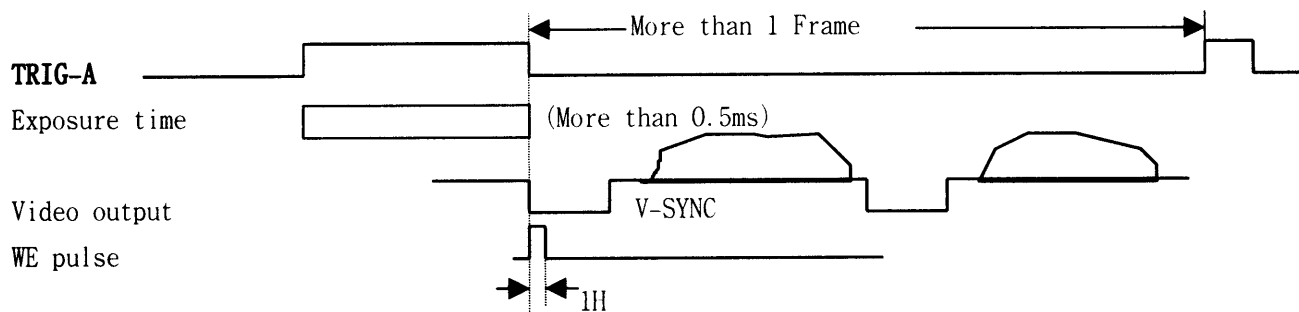 More than 1 Frame
TRIG-A
Exposure time
(More than 0.5ms)
Video output
V-SYNC
WE pulse
1H